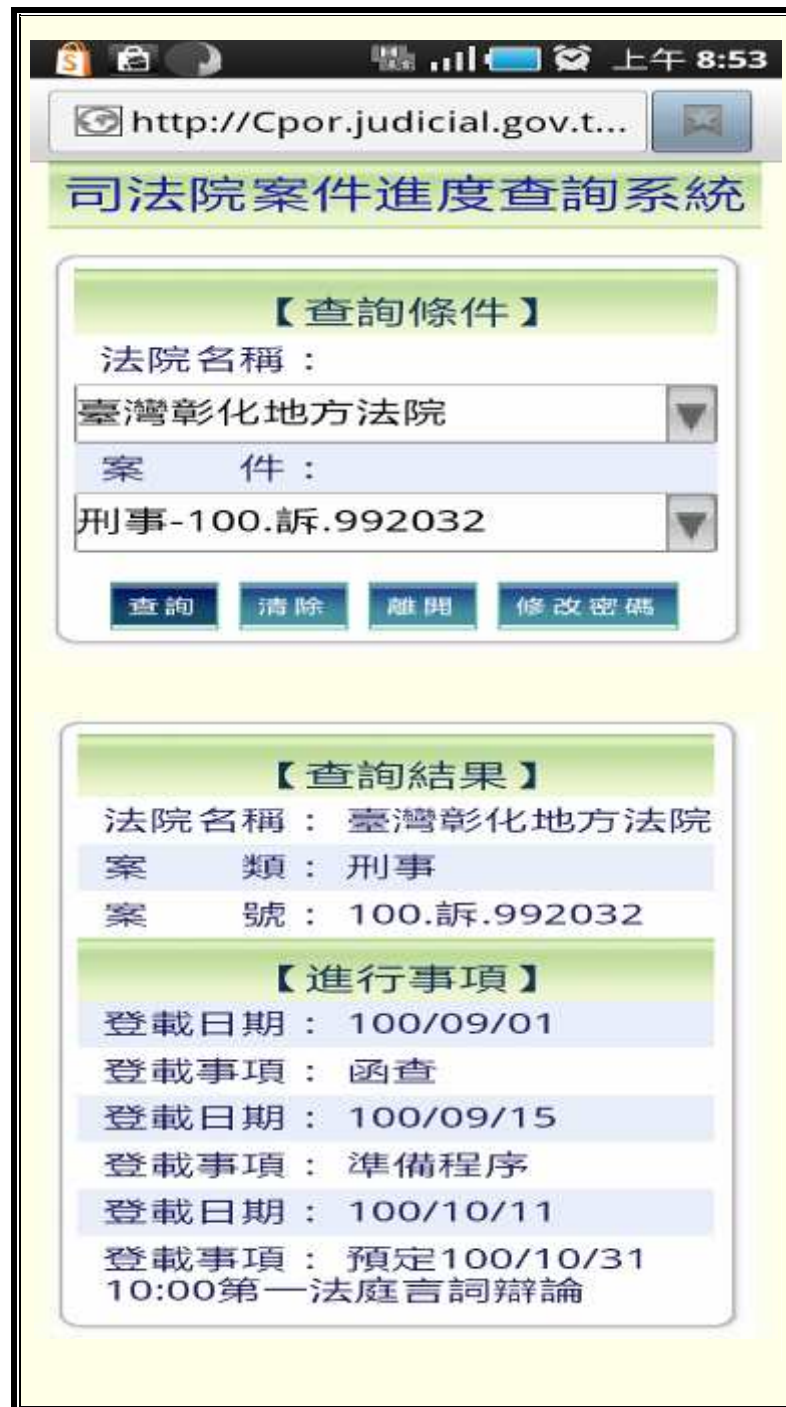 上午 8:53
http://Cpor.judicial.gov.t...
司法院案件進度查詢系統
【查詢條件】
法院名稱：
臺灣彰化地方法院
案　　件：
刑事-100.訴.992032
查詢 清除 離開 修改密碼
【查詢結果】
法院名稱： 臺灣彰化地方法院
案　　類： 刑事
案　　號： 100.訴.992032
【進行事項】
登載日期： 100/09/01
登載事項： 函查
登載日期： 100/09/15
登載事項： 準備程序
登載日期： 100/10/11
登載事項： 預定100/10/31
10:00第一法庭言詞辯論